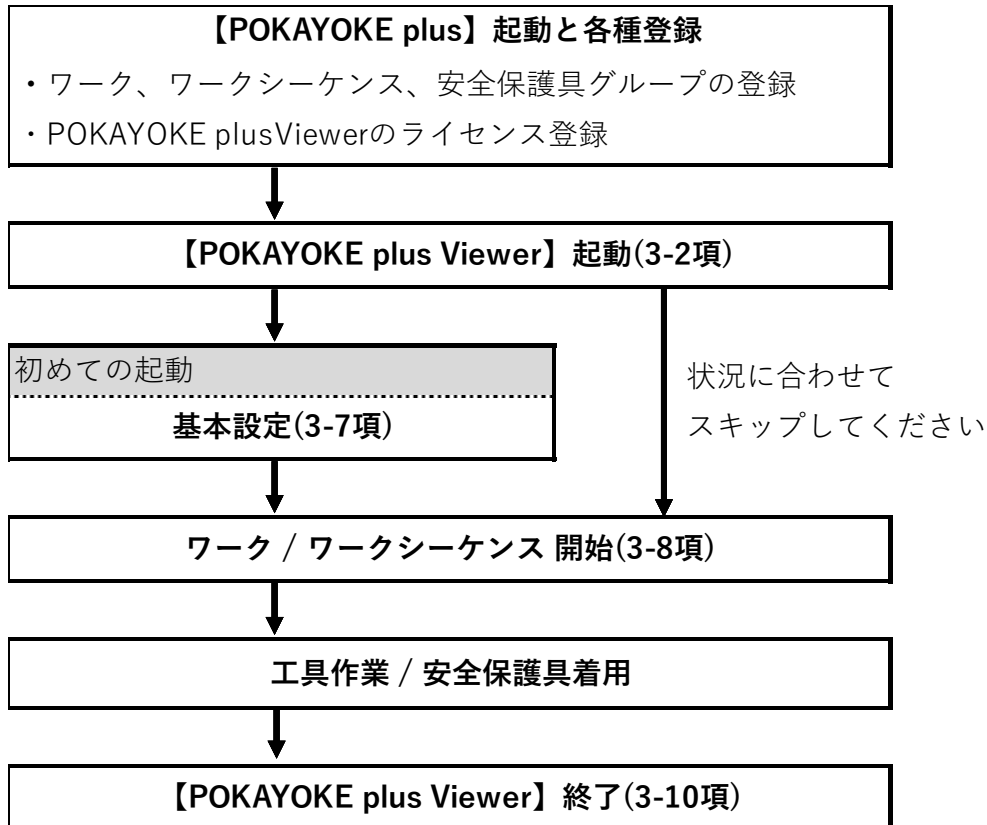 【POKAYOKE plus】起動と各種登録
・ワーク、ワークシーケンス、安全保護具グループの登録
・POKAYOKE plusViewerのライセンス登録
【POKAYOKE plus Viewer】起動(3-2項)
初めての起動
基本設定(3-7項)
状況に合わせて
スキップしてください
ワーク / ワークシーケンス 開始(3-8項)
工具作業 / 安全保護具着用
【POKAYOKE plus Viewer】終了(3-10項)